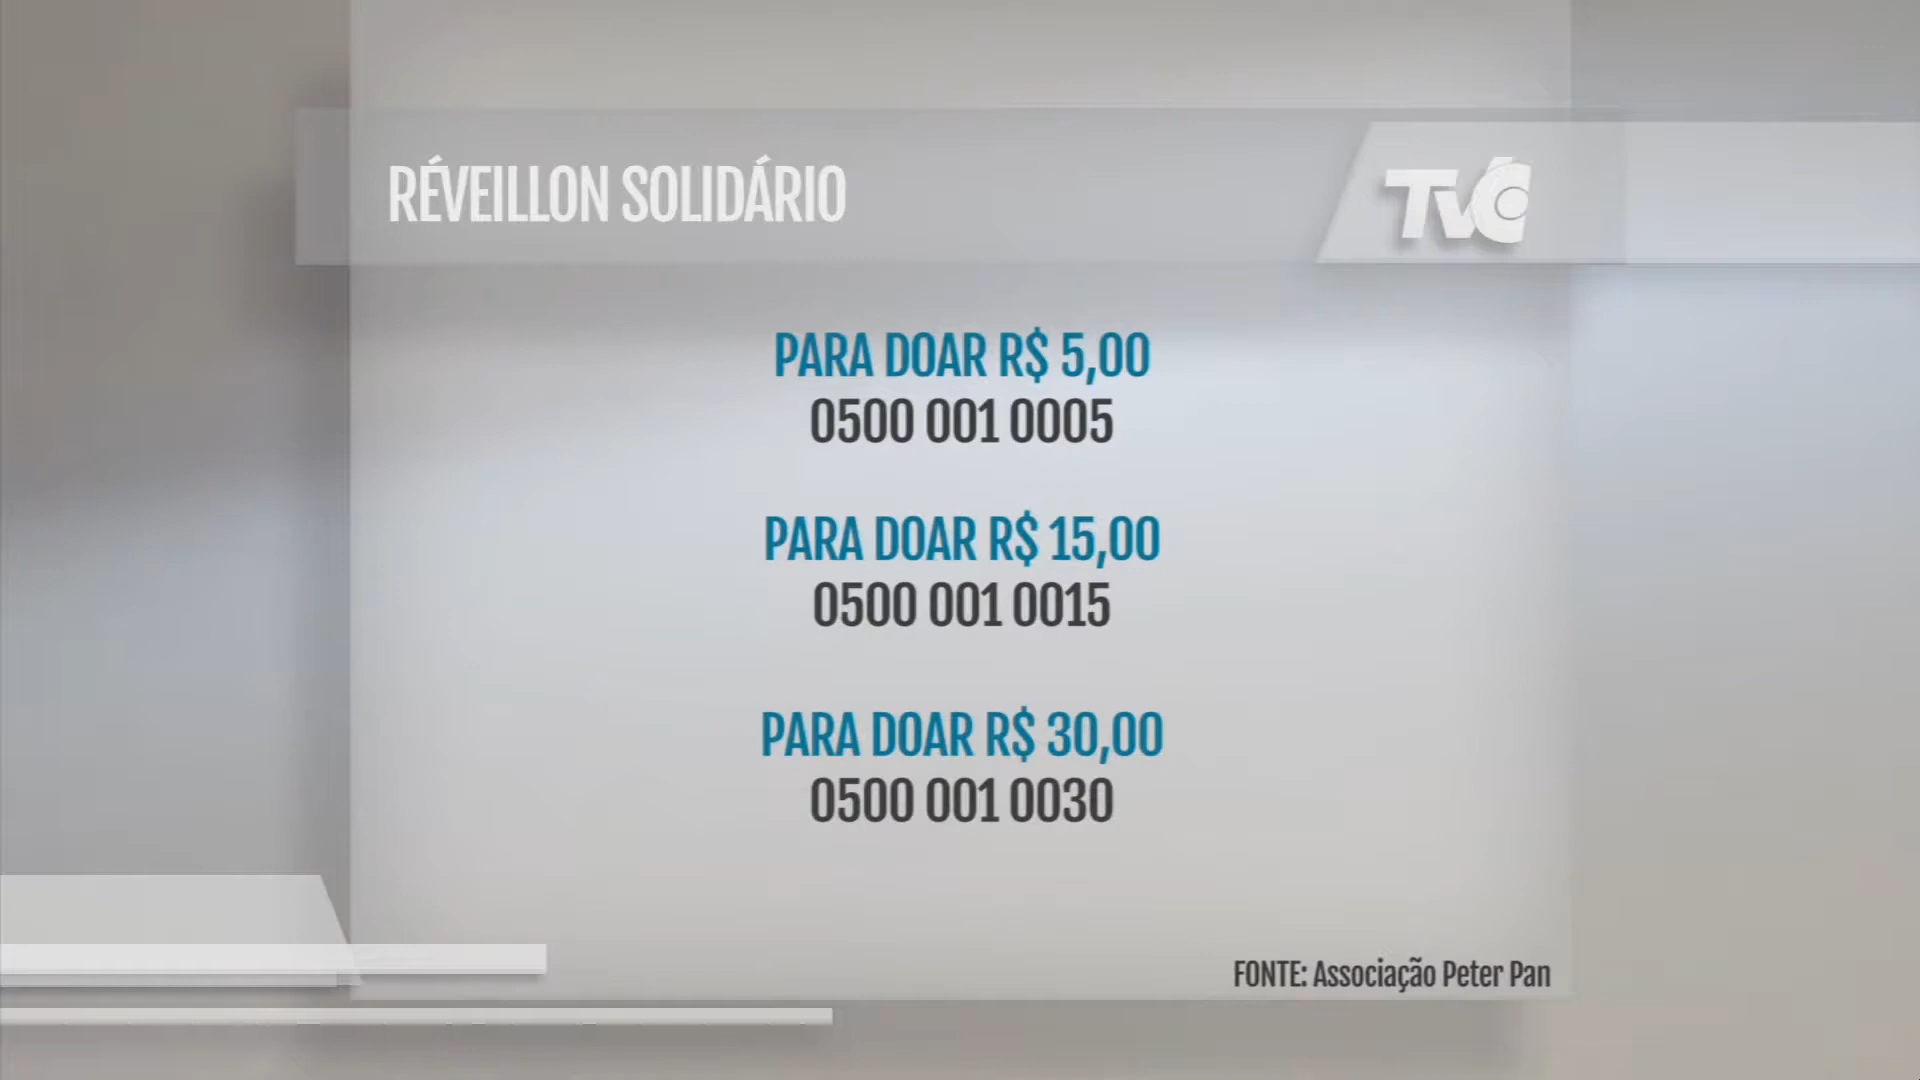 RÉVEILLON SOLIDÁRIO
TVC
PARA DOAR R$ 5,00
0500 001 0005
PARA DOAR R$ 15,00
0500 001 0015
PARA DOAR R$ 30,00
0500 001 0030
FONTE: Associação Peter Pan